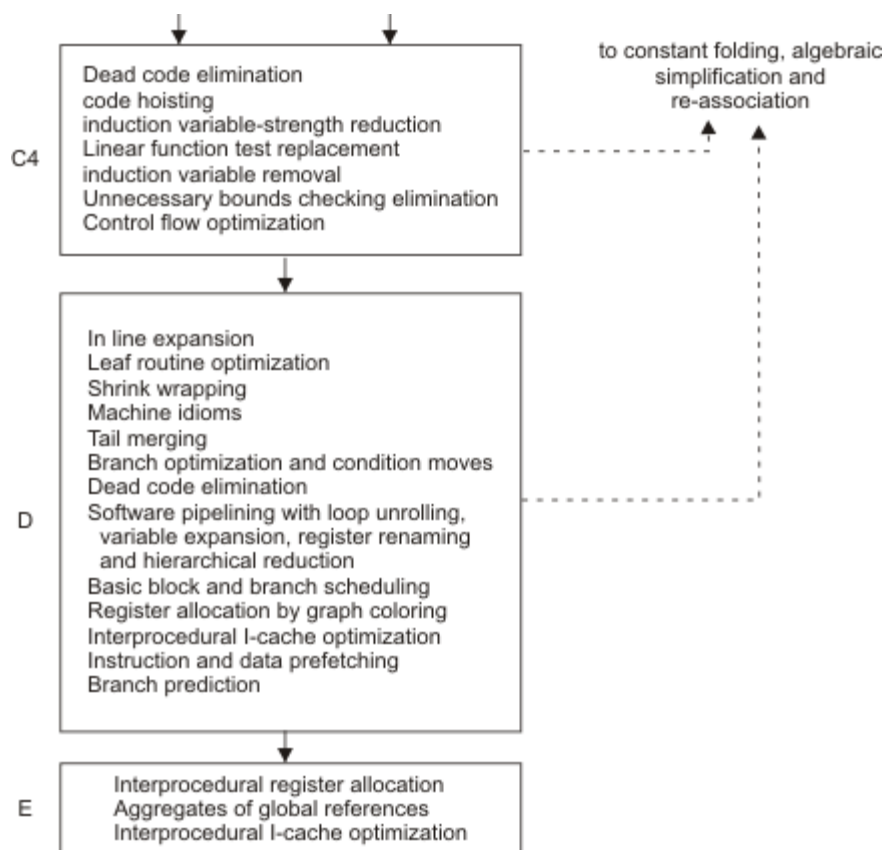 to constant folding, algebraic
simplification and
re-association
C4
Dead code elimination
code hoisting
induction variable-strength reduction
Linear function test replacement
induction variable removal
Unnecessary bounds checking elimination
Control flow optimization
D
In line expansion
Leaf routine optimization
Shrink wrapping
Machine idioms
Tail merging
Branch optimization and condition moves
Dead code elimination
Software pipelining with loop unrolling,
variable expansion, register renaming
and hierarchical reduction
Basic block and branch scheduling
Register allocation by graph coloring
Interprocedural I-cache optimization
Instruction and data prefetching
Branch prediction
E
Interprocedural register allocation
Aggregates of global references
Interprocedural I-cache optimization